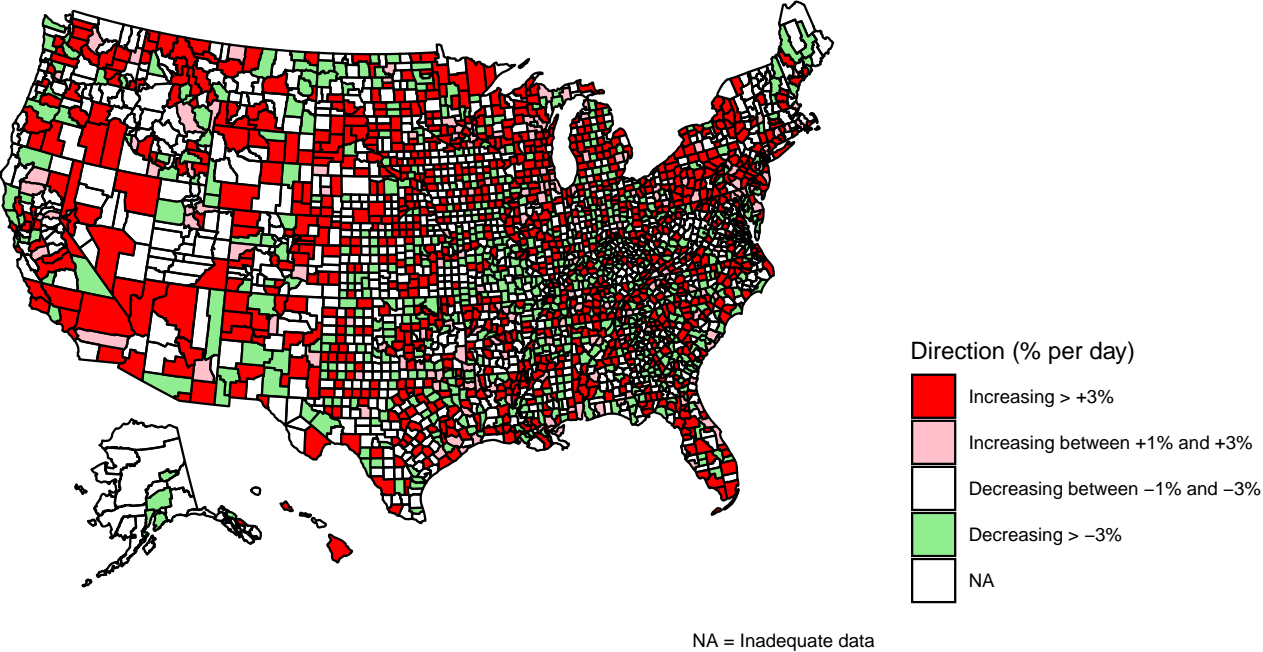 Direction (% per day)
Increasing > +3%
Increasing between +1% and +3%
Decreasing between −1% and −3%
Decreasing > −3%
NA
NA = Inadequate data